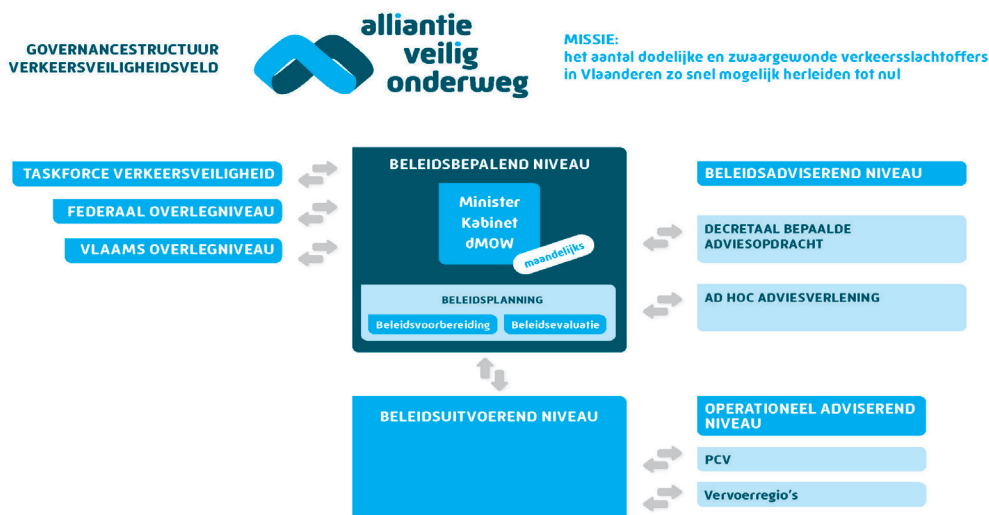 GOVERNANCESTRUCTUUR
VERKEERSVEILIGHEIDSVELD
alliantie
veilig
onderweg
MISSIE:
het aantal dodelijke en zwaargewonde verkeersslachtoffers
in Vlaanderen zo snel mogelijk herleiden tot nul
TASKFORCE VERKEERSVEILIGHEID
FEDERAAL OVERLEGNIVEAU
VLAAMS OVERLEGNIVEAU
BELEIDSBEPALEND NIVEAU
Minister
Kabinet
dMOW
maandelijks
BELEIDSPLANNING
Beleidsvoorbereiding
Beleidsevaluatie
BELEIDSADVISEREND NIVEAU
DECRETAAL BEPAALDE
ADVIESOPDRACHT
AD HOC ADVIESVERLENING
BELEIDSUITVOEREND NIVEAU
OPERATIONEEL ADVISEREND
NIVEAU
PCV
Vervoerregio's